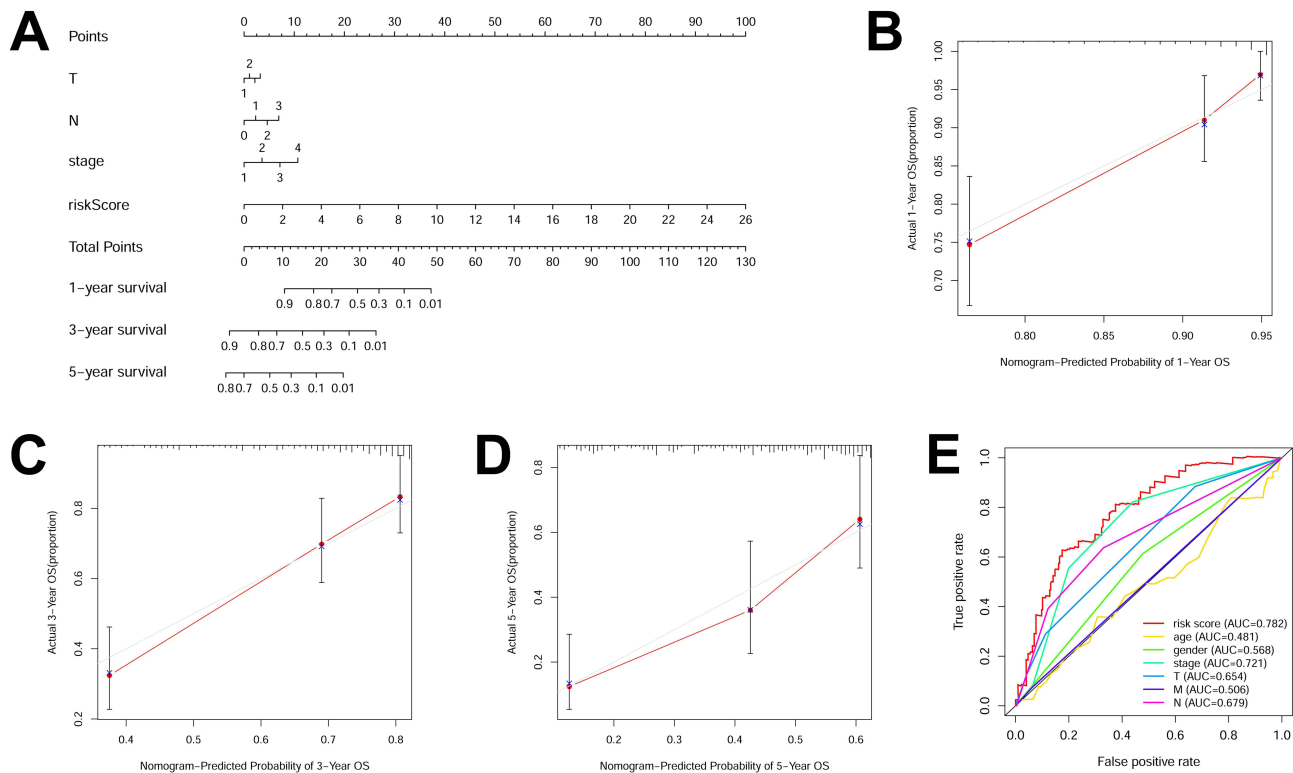 A
Points
0 10 20 30 40 50 60 70 80 90 100
T
2
1
N
1 3
0 2
stage
2 4
1 3
riskScore
0 2 4 6 8 10 12 14 16 18 20 22 24 26
Total Points
0 10 20 30 40 50 60 70 80 90 100 110 120 130
1−year survival
0.9 0.8 0.7 0.5 0.3 0.1 0.01
3−year survival
0.9 0.8 0.7 0.5 0.3 0.1 0.01
5−year survival
0.8 0.7 0.5 0.3 0.1 0.01
B
Actual 1−Year OS(proportion)
1.00
0.95
0.90
0.85
0.80
0.75
0.70
0.80 0.85 0.90 0.95
Nomogram−Predicted Probability of 1−Year OS
C
Actual 3−Year OS(proportion)
0.8
0.6
0.4
0.2
0.4 0.5 0.6 0.7 0.8
Nomogram−Predicted Probability of 3−Year OS
D
Actual 5−Year OS(proportion)
0.8
0.6
0.4
0.2
0.2 0.3 0.4 0.5 0.6
Nomogram−Predicted Probability of 5−Year OS
E
True positive rate
1.0
0.8
0.6
0.4
0.2
0.0
risk score (AUC=0.782)
age (AUC=0.481)
gender (AUC=0.568)
stage (AUC=0.721)
T (AUC=0.654)
M (AUC=0.506)
N (AUC=0.679)
0.0 0.2 0.4 0.6 0.8 1.0
False positive rate